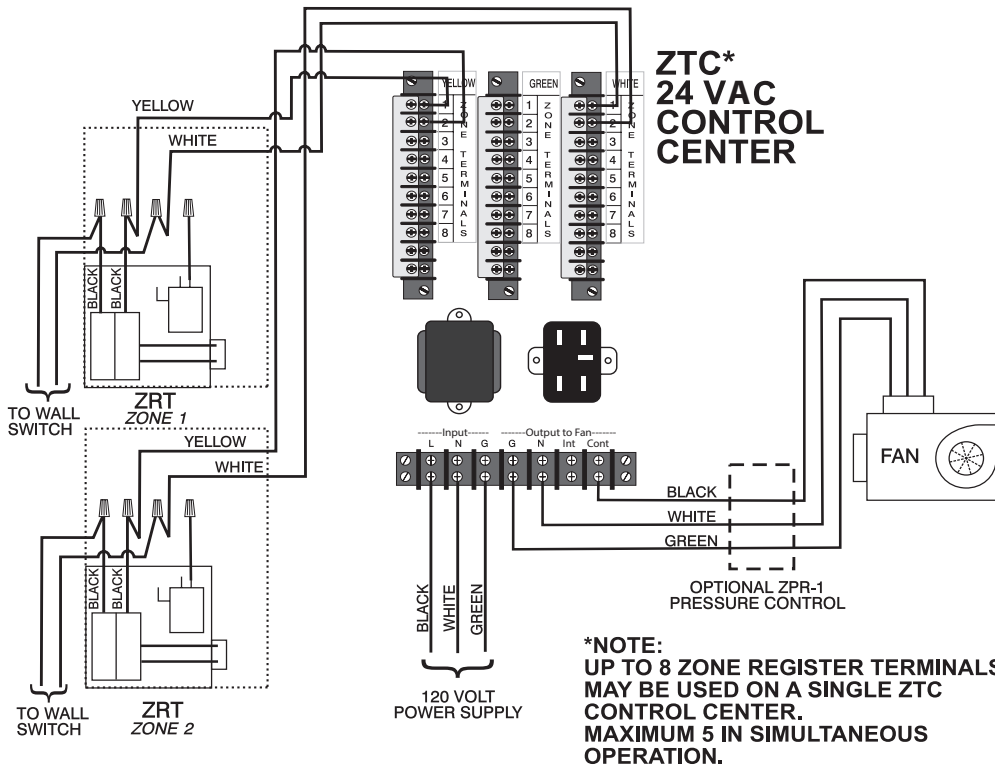 ZTC*
24 VAC
CONTROL
CENTER
YELLOW
1
2
3
4
5
6
7
8
ZONE TERMINALS
GREEN
1
2
3
4
5
6
7
8
ZONE TERMINALS
WHITE
1
2
3
4
5
6
7
8
ZONE TERMINALS
YELLOW
WHITE
BLACK
BLACK
TO WALL
SWITCH
ZRT
ZONE 1
YELLOW
WHITE
BLACK
BLACK
TO WALL
SWITCH
ZRT
ZONE 2
-------Input------ -------Output to Fan-------
L N G G N Int Cont
BLACK
WHITE
GREEN
120 VOLT
POWER SUPPLY
BLACK
WHITE
GREEN
FAN
OPTIONAL ZPR-1
PRESSURE CONTROL
*NOTE:
UP TO 8 ZONE REGISTER TERMINALS
MAY BE USED ON A SINGLE ZTC
CONTROL CENTER.
MAXIMUM 5 IN SIMULTANEOUS
OPERATION.